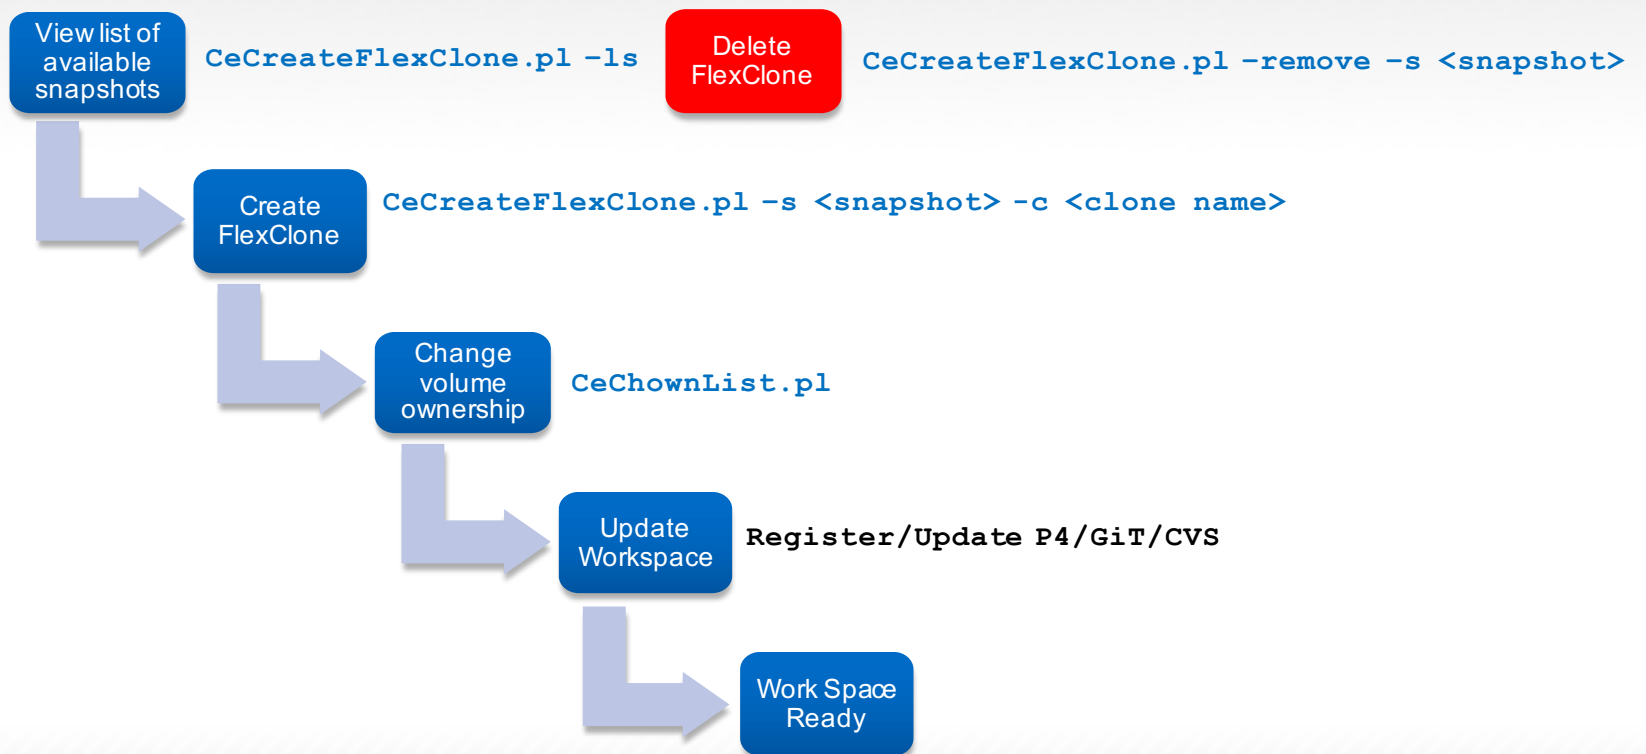 View list of
available
snapshots
CeCreateFlexClone.pl –ls
Delete
FlexClone
CeCreateFlexClone.pl –remove –s <snapshot>
Create
FlexClone
CeCreateFlexClone.pl –s <snapshot> -c <clone name>
Change
volume
ownership
CeChownList.pl
Update
Workspace
Register/Update P4/GiT/CVS
Work Space
Ready